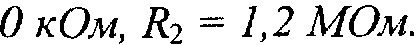 0 кОм, R₂ = 1,2 МОм.